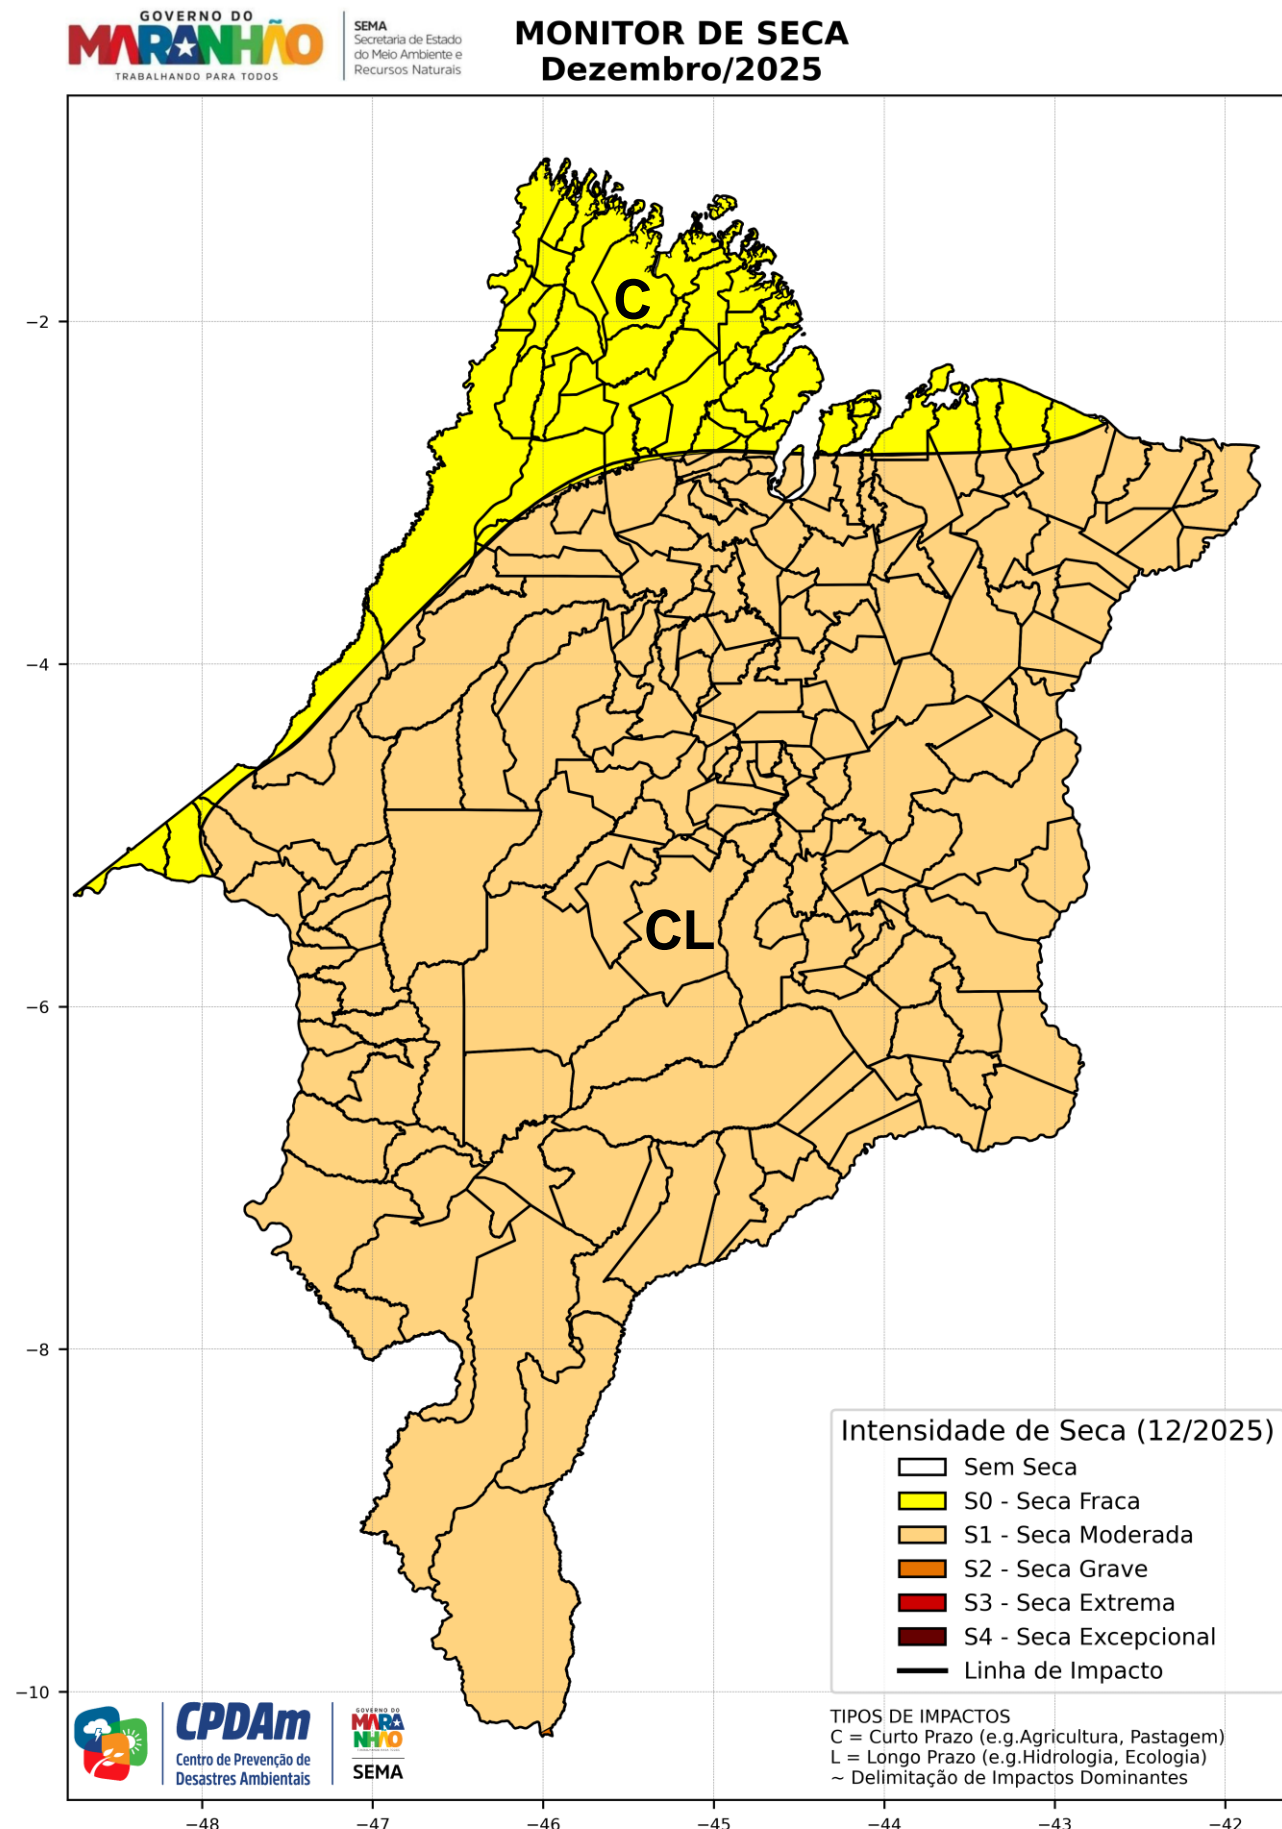 GOVERNO DO
MARANHÃO
TRABALHANDO PARA TODOS
SEMA
Secretaria de Estado
do Meio Ambiente e
Recursos Naturais
MONITOR DE SECA
Dezembro/2025
C
−2
−4
CL
−6
−8
−10
Intensidade de Seca (12/2025)
Sem Seca
S0 - Seca Fraca
S1 - Seca Moderada
S2 - Seca Grave
S3 - Seca Extrema
S4 - Seca Excepcional
Linha de Impacto
CPDAm
Centro de Prevenção de
Desastres Ambientais
GOVERNO DO
MARANHÃO
SEMA
TIPOS DE IMPACTOS
C = Curto Prazo (e.g.Agricultura, Pastagem)
L = Longo Prazo (e.g.Hidrologia, Ecologia)
~ Delimitação de Impactos Dominantes
−48 −47 −46 −45 −44 −43 −42